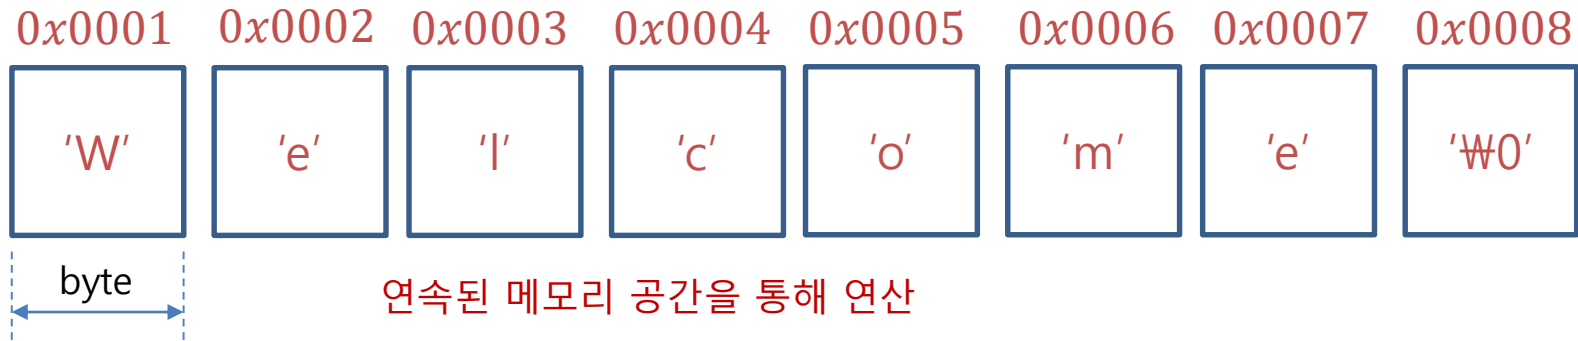 0x0001 0x0002 0x0003 0x0004 0x0005 0x0006 0x0007 0x0008
'W' 'e' 'l' 'c' 'o' 'm' 'e' '₩0'
byte
연속된 메모리 공간을 통해 연산